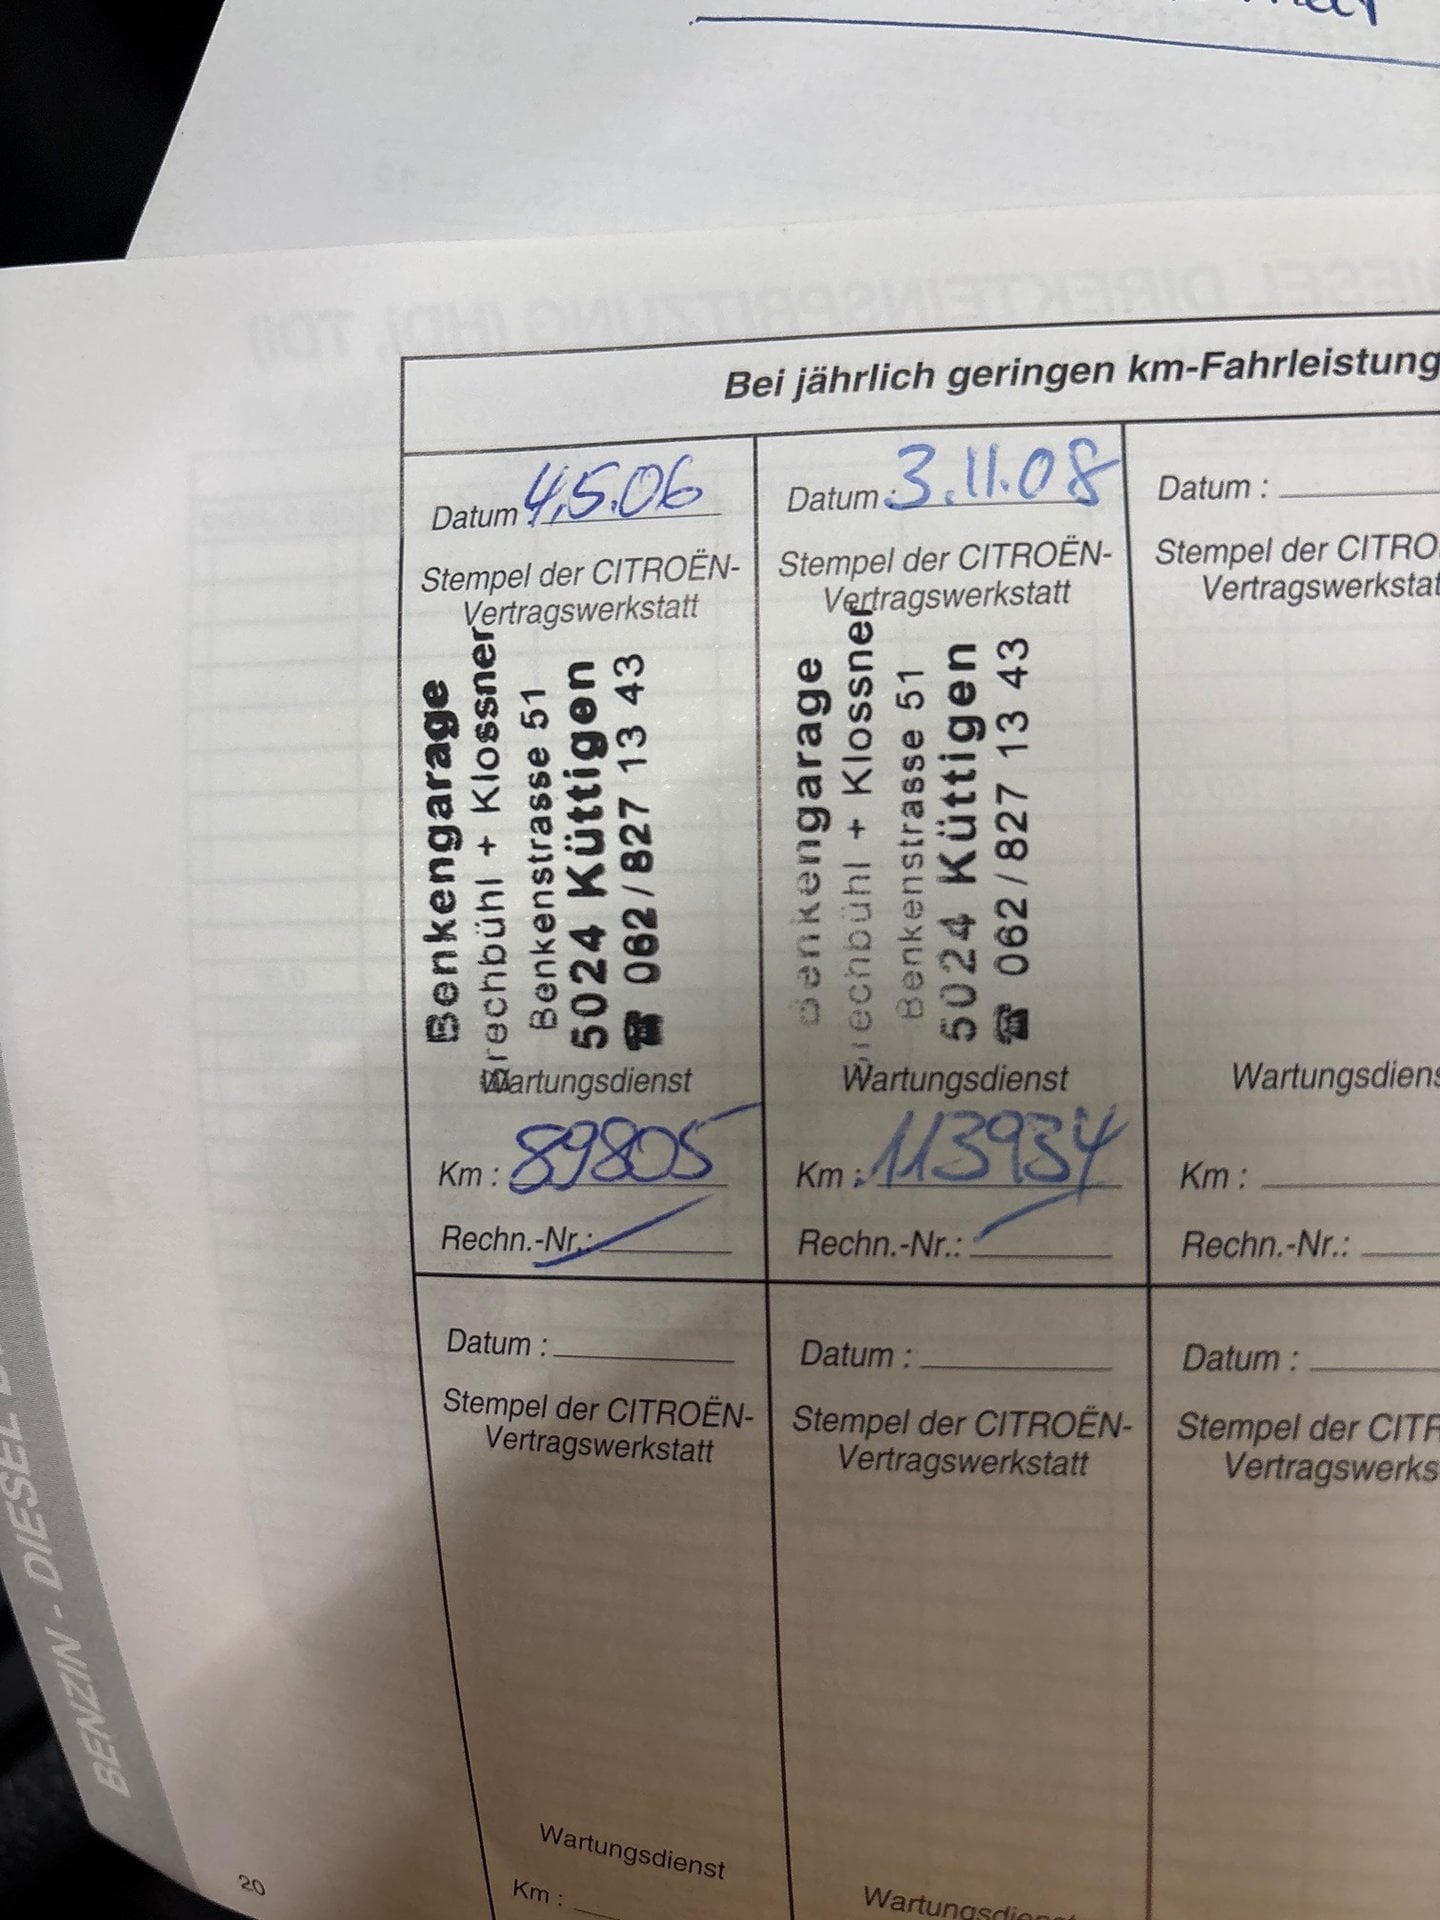 Bei jährlich geringen km-Fahrleistung
Datum 4.5.06
Stempel der CITROËN-
Vertragswerkstatt
Benkengarage
Brechbühl + Klossner
Benkenstrasse 51
5024 Küttigen
☎ 062/827 13 43
Wartungsdienst
Km : 89805
Rechn.-Nr.:
Datum : 3.11.08
Stempel der CITROËN-
Vertragswerkstatt
Benkengarage
Brechbühl + Klossner
Benkenstrasse 51
5024 Küttigen
☎ 062/827 13 43
Wartungsdienst
Km : 113934
Rechn.-Nr.:
Datum :
Stempel der CITRO
Vertragswerkstat
Wartungsdiens
Km :
Rechn.-Nr.:
Datum :
Stempel der CITROËN-
Vertragswerkstatt
Wartungsdienst
Km :
Datum :
Stempel der CITROËN-
Vertragswerkstatt
Wartungsdienst
Datum :
Stempel der CITR
Vertragswerks
BENZIN - DIESEL
20